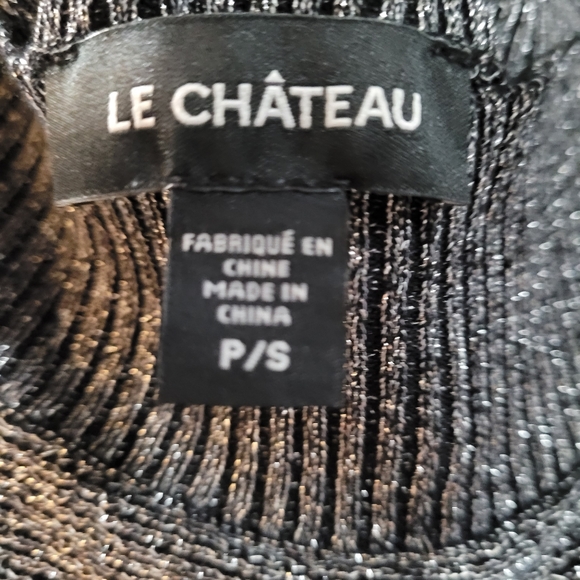 LE CHÂTEAU
FABRIQUÉ EN
CHINE
MADE IN
CHINA
P/S